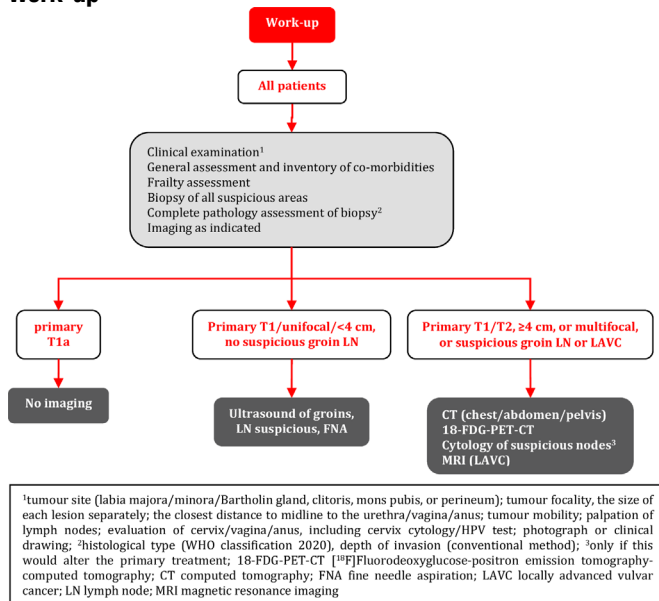 Work-up
Work-up
All patients
Clinical examination1
General assessment and inventory of co-morbidities
Frailty assessment
Biopsy of all suspicious areas
Complete pathology assessment of biopsy2
Imaging as indicated
primary
T1a
Primary T1/unifocal/<4 cm,
no suspicious groin LN
Primary T1/T2, ≥4 cm, or multifocal,
or suspicious groin LN or LAVC
No imaging
Ultrasound of groins,
LN suspicious, FNA
CT (chest/abdomen/pelvis)
18-FDG-PET-CT
Cytology of suspicious nodes3
MRI (LAVC)
1tumour site (labia majora/minora/Bartholin gland, clitoris, mons pubis, or perineum); tumour focality, the size of
each lesion separately; the closest distance to midline to the urethra/vagina/anus; tumour mobility; palpation of
lymph nodes; evaluation of cervix/vagina/anus, including cervix cytology/HPV test; photograph or clinical
drawing; 2histological type (WHO classification 2020), depth of invasion (conventional method); 3only if this
would alter the primary treatment; 18-FDG-PET-CT [18F]Fluorodeoxyglucose-positron emission tomography-
computed tomography; CT computed tomography; FNA fine needle aspiration; LAVC locally advanced vulvar
cancer; LN lymph node; MRI magnetic resonance imaging